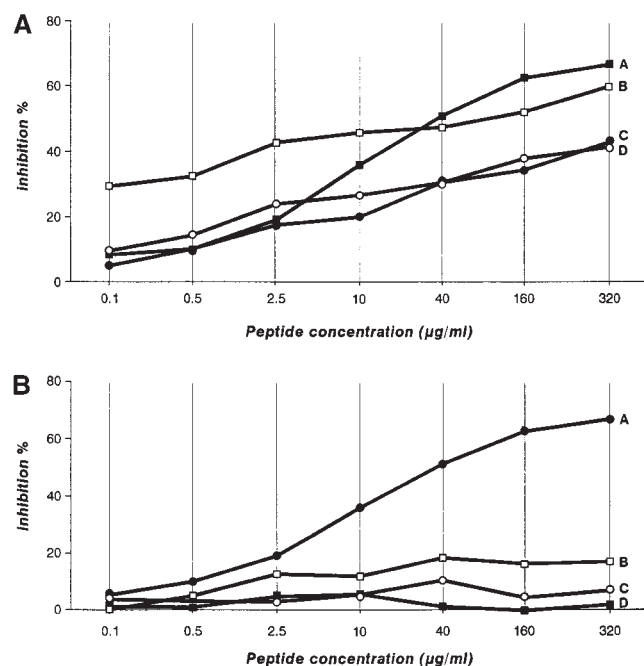 A
80
60
40
20
0
inhibition %
A
B
C
D
0.1 0.5 2.5 10 40 160 320
Peptide concentration (µg/ml)
B
80
60
40
20
0
inhibition %
A
B
C
D
0.1 0.5 2.5 10 40 160 320
Peptide concentration (µg/ml)